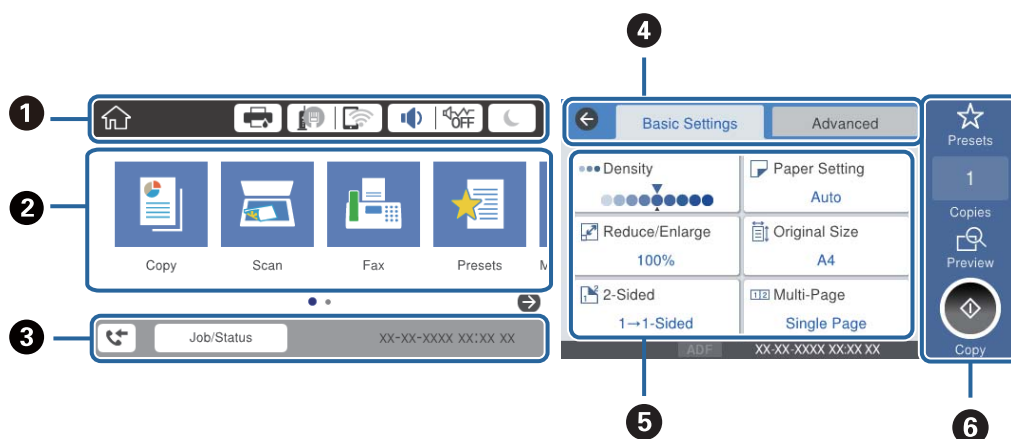 4
1
OFF
Basic Settings
Advanced
Presets
2
Density
Paper Setting
Auto
1
Copies
Reduce/Enlarge
100%
Original Size
A4
Preview
Copy
Scan
Fax
Presets
M
2-Sided
1→1-Sided
Multi-Page
Single Page
3
Job/Status
XX-XX-XXXX XX:XX XX
ADF
XX-XX-XXXX XX:XX XX
Copy
5
6